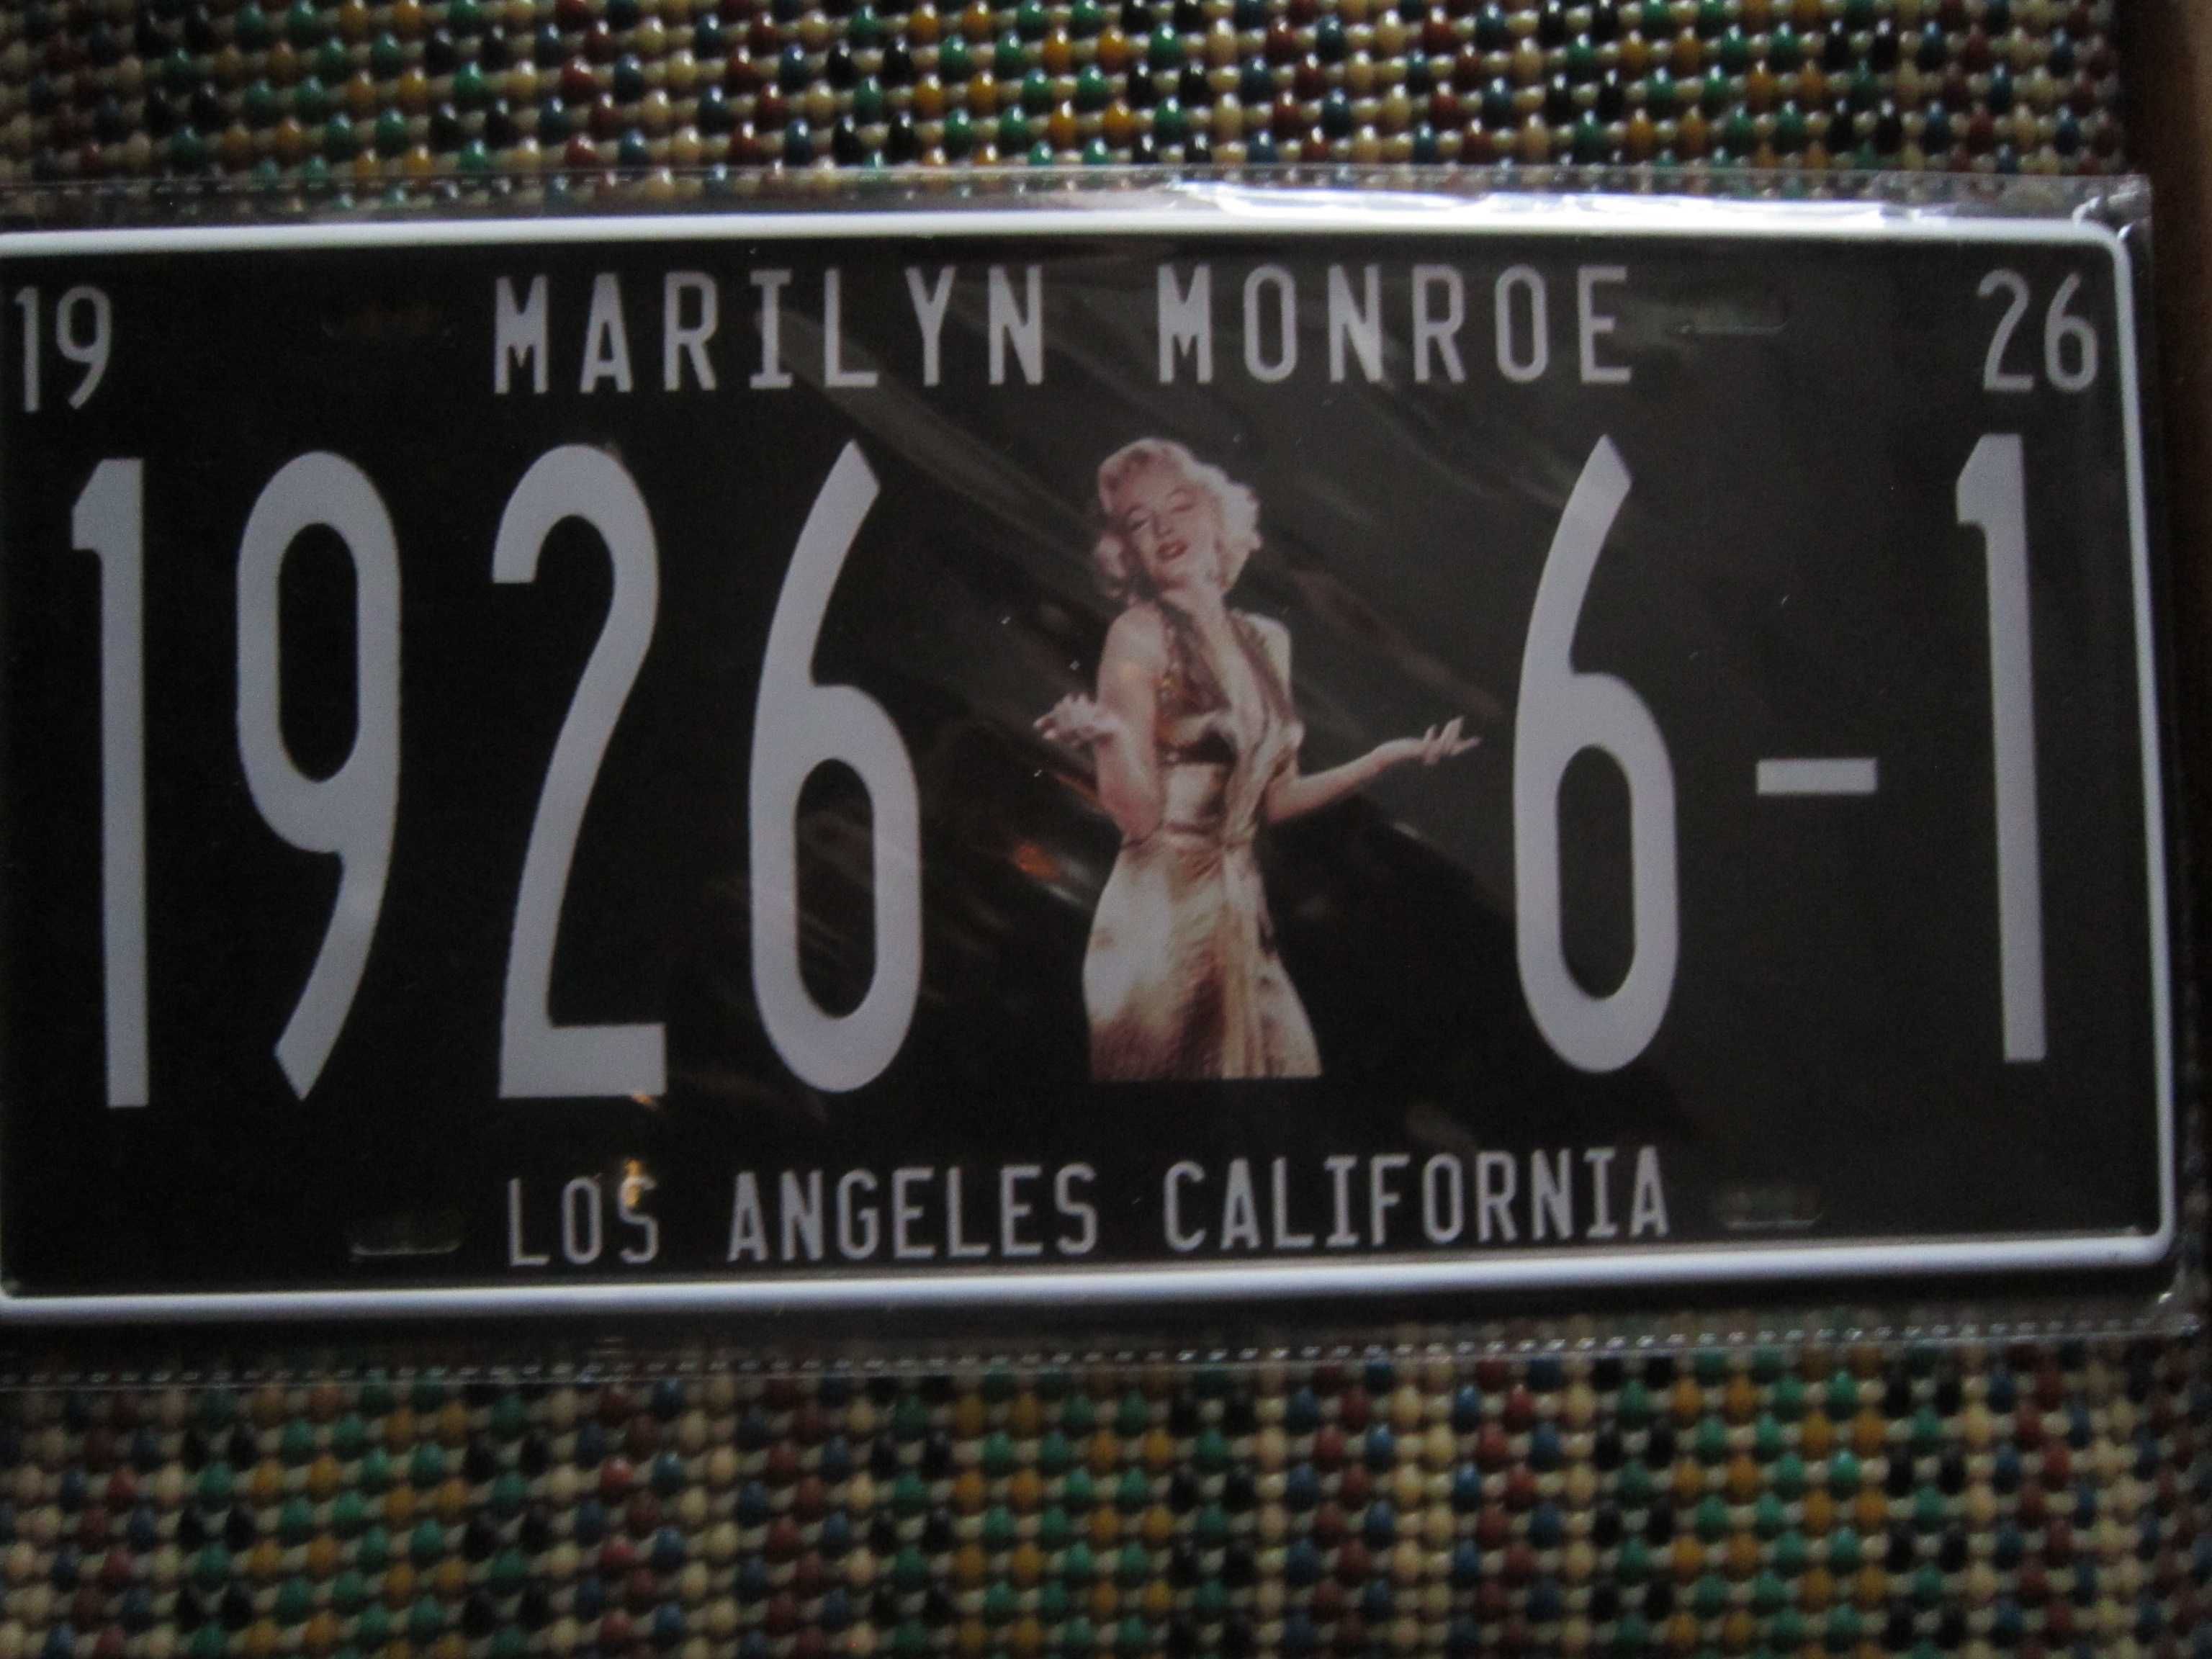 19 MARILYN MONROE 26
1926 6-1
LOS ANGELES CALIFORNIA